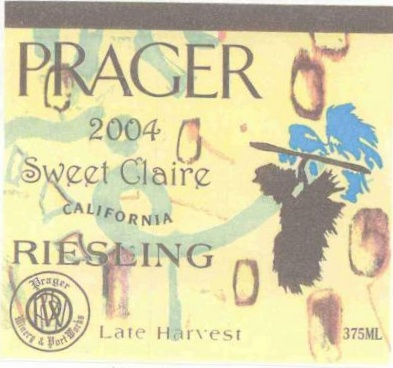 PRAGER
2004
Sweet Claire
CALIFORNIA
RIESLING
Prager
Winery & Port Works
Late Harvest
375ML